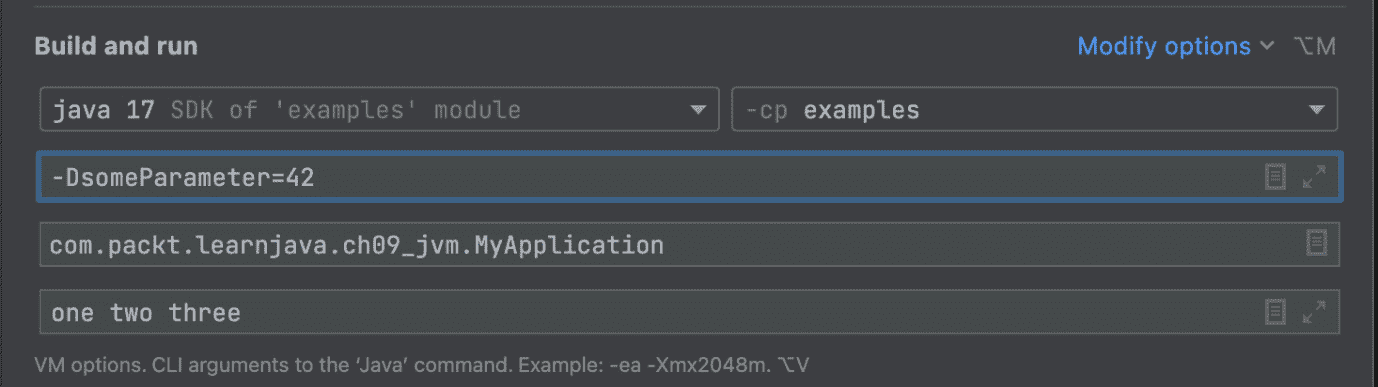 Build and run
Modify options ⌥M
java 17 SDK of 'examples' module
-cp examples
-DsomeParameter=42
com.packt.learnjava.ch09_jvm.MyApplication
one two three
VM options. CLI arguments to the ‘Java’ command. Example: -ea -Xmx2048m. ⌥V